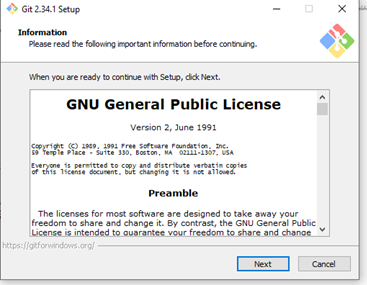 Git 2.34.1 Setup
Information
Please read the following important information before continuing.
When you are ready to continue with Setup, click Next.
GNU General Public License
Version 2, June 1991
Copyright (C) 1989, 1991 Free Software Foundation, Inc.
59 Temple Place - Suite 330, Boston, MA  02111-1307, USA
Everyone is permitted to copy and distribute verbatim copies
of this license document, but changing it is not allowed.
Preamble
The licenses for most software are designed to take away your
freedom to share and change it. By contrast, the GNU General Public
License is intended to guarantee your freedom to share and change
https://gitforwindows.org/
Next
Cancel